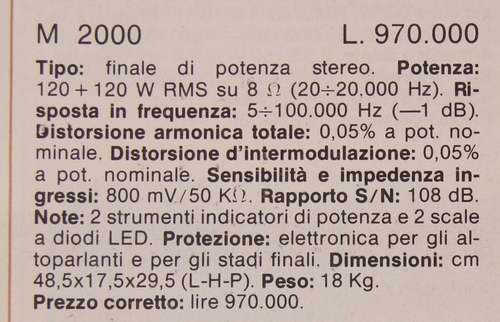 M 2000 L. 970.000
Tipo: finale di potenza stereo. Potenza:
120 + 120 W RMS su 8 Ω (20÷20,000 Hz). Ri-
sposta in frequenza: 5÷100.000 Hz (—1 dB).
Distorsione armonica totale: 0,05% a pot. no-
minale. Distorsione d'intermodulazione: 0,05%
a pot. nominale. Sensibilità e impedenza in-
gressi: 800 mV/50 KΩ. Rapporto S/N: 108 dB.
Note: 2 strumenti indicatori di potenza e 2 scale
a diodi LED. Protezione: elettronica per gli al-
toparlanti e per gli stadi finali. Dimensioni: cm
48,5x17,5x29,5 (L-H-P). Peso: 18 Kg.
Prezzo corretto: lire 970.000.